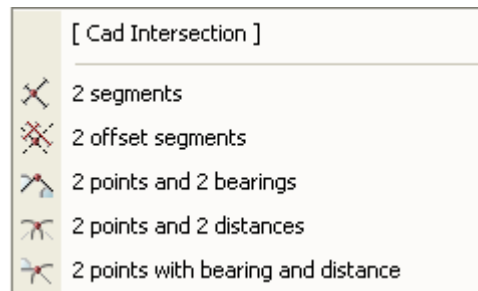 [ Cad Intersection ]
2 segments
2 offset segments
2 points and 2 bearings
2 points and 2 distances
2 points with bearing and distance